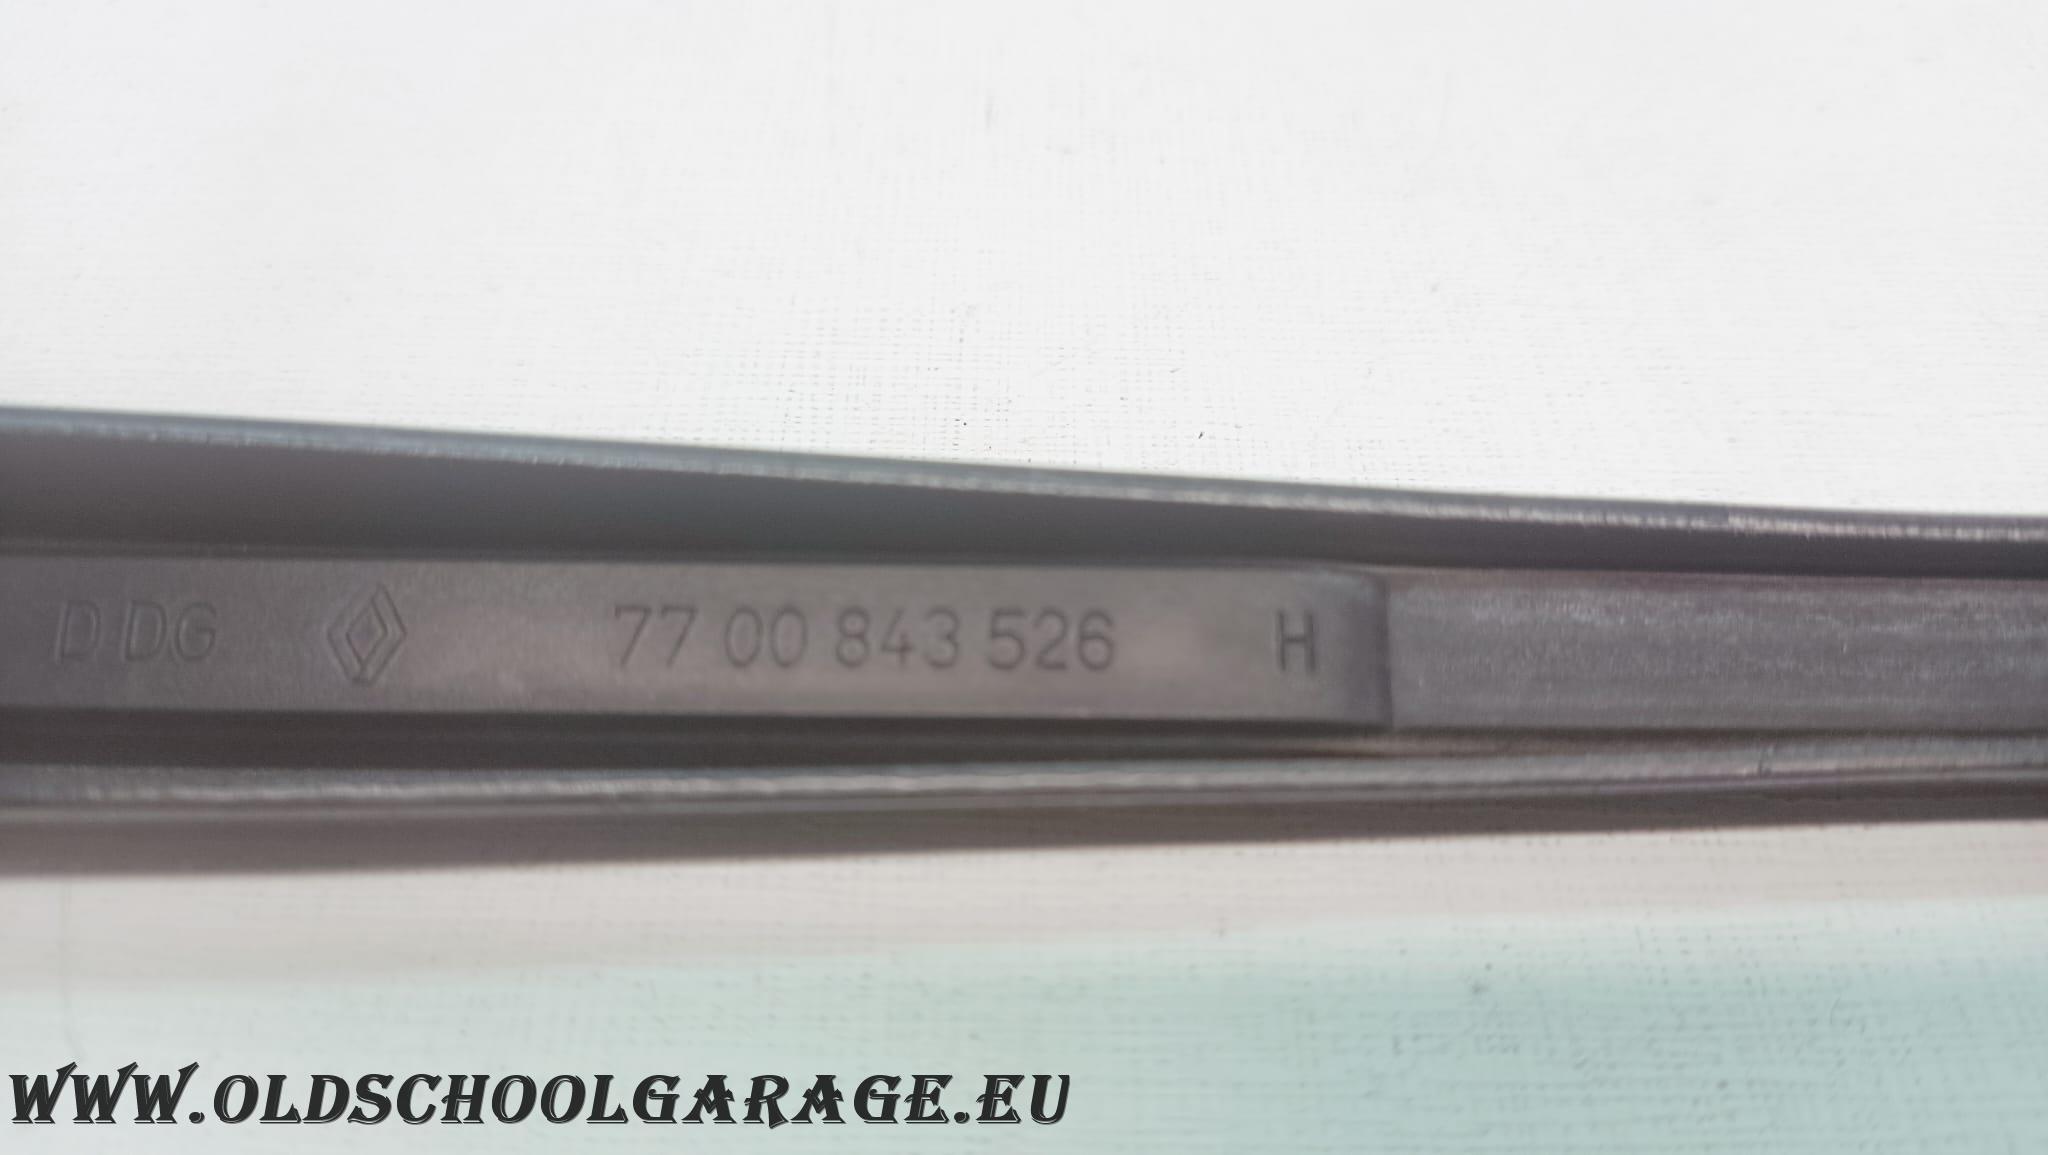 D DG 77 00 843 526 H
WWW.OLDSCHOOLGARAGE.EU